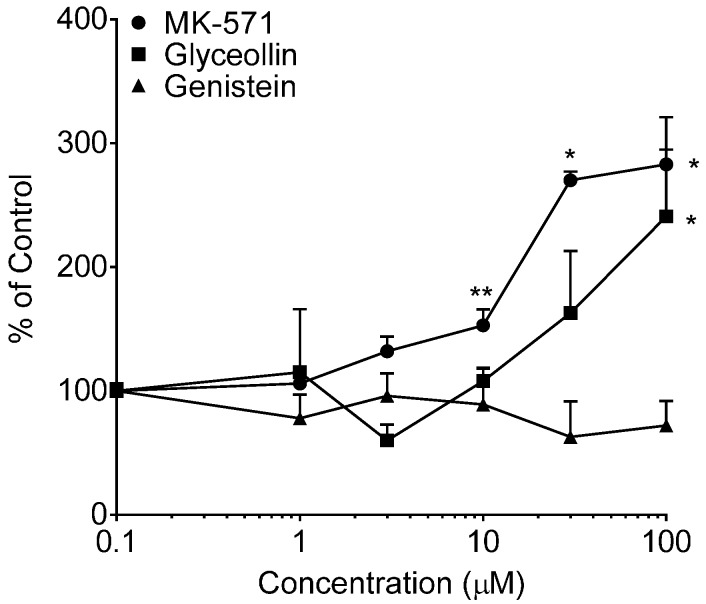 400
MK-571
Glyceollin
Genistein
300
*
*
**
*
200
100
0
% of Control
0.1 1 10 100
Concentration (μM)